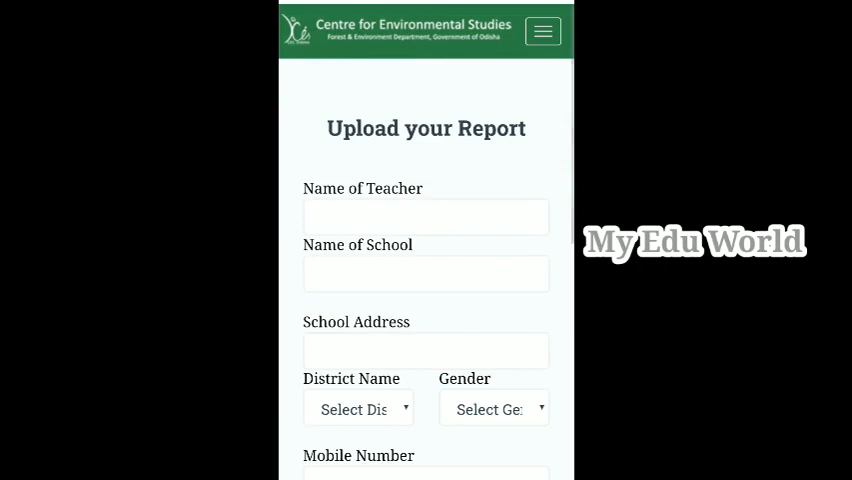 Centre for Environmental Studies
Forest & Environment Department, Government of Odisha
Upload your Report
Name of Teacher
Name of School
My Edu World
School Address
District Name Gender
Select Dis Select Ge:
Mobile Number